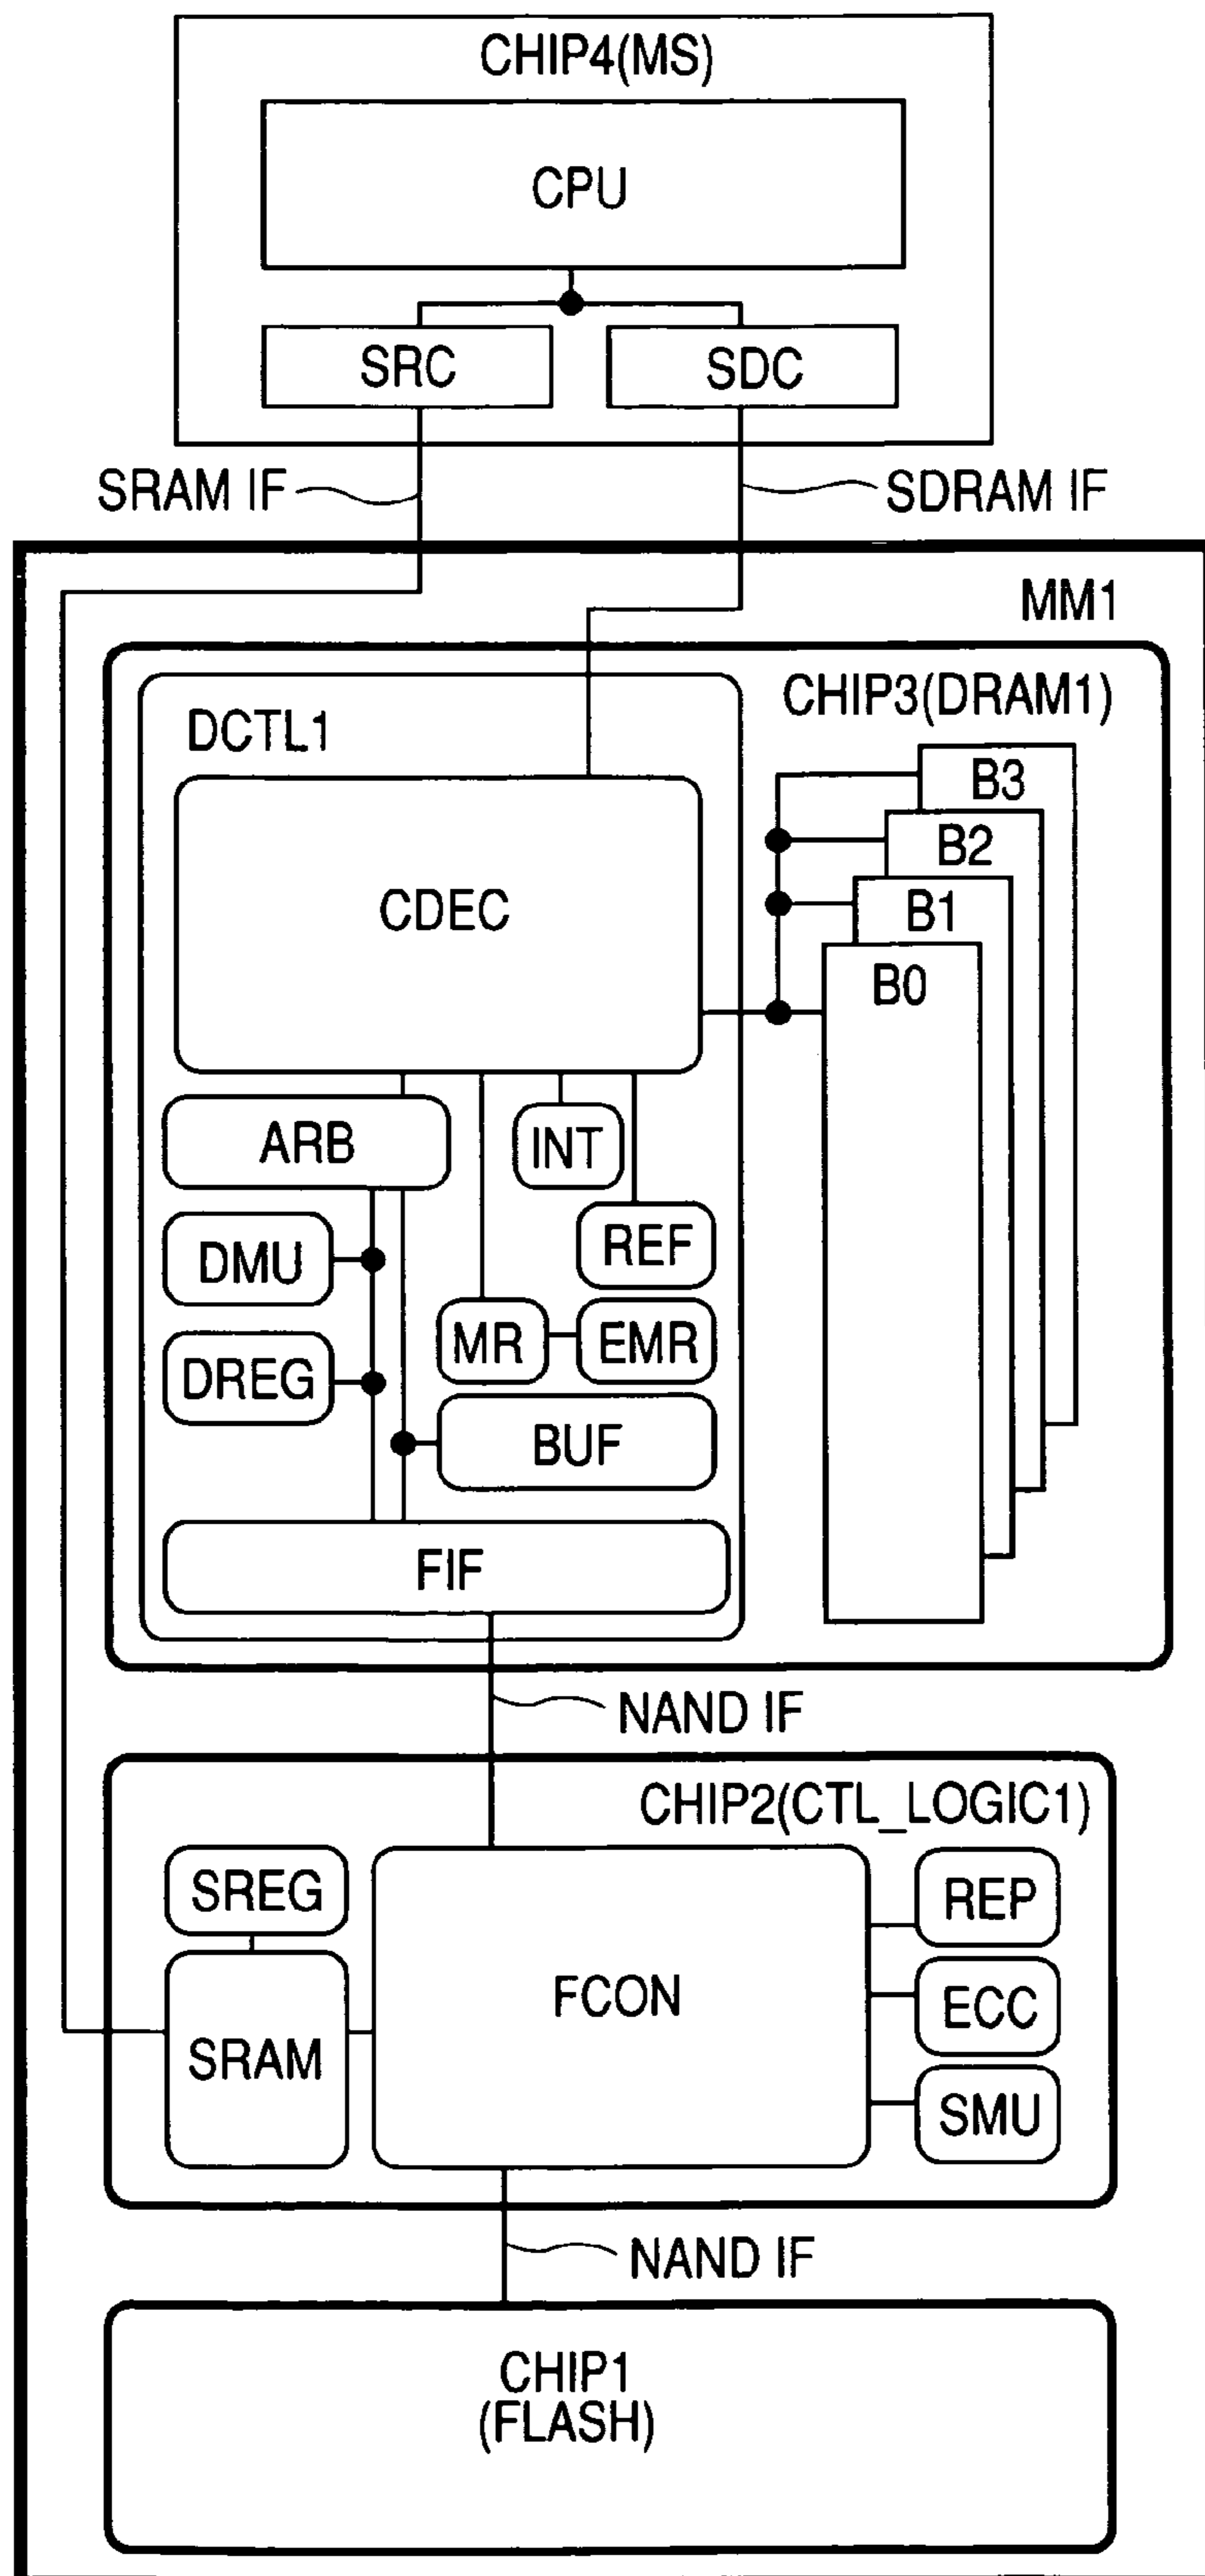 CHIP4(MS)
CPU
SRC
SDC
SRAM IF
SDRAM IF
MM1
CHIP3(DRAM1)
DCTL1
B3
B2
B1
B0
CDEC
ARB
INT
DMU
REF
MR
EMR
DREG
BUF
FIF
NAND IF
CHIP2(CTL_LOGIC1)
SREG
REP
FCON
ECC
SRAM
SMU
NAND IF
CHIP1
(FLASH)